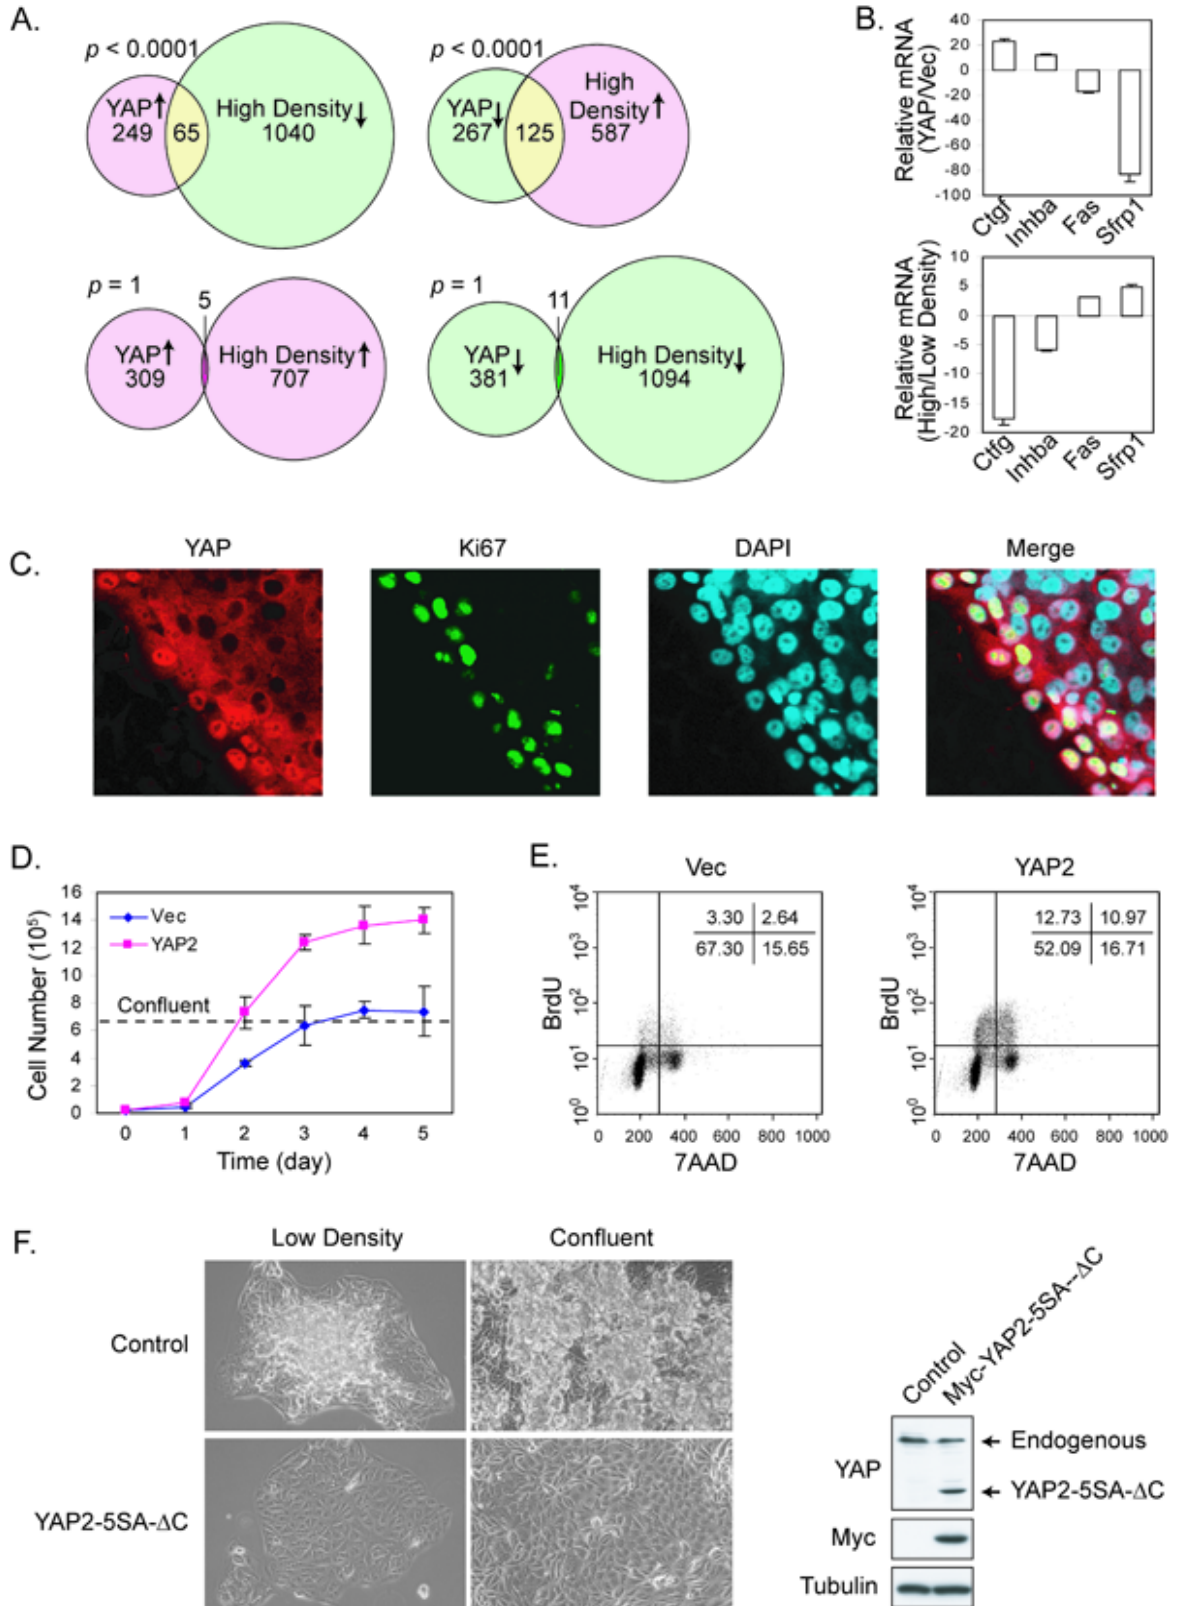 A.
p < 0.0001
YAP↑
249
65
High Density↓
1040
p < 0.0001
YAP↓
267
125
High
Density↑
587
p = 1
5
YAP↑
309
High Density↑
707
p = 1
11
YAP↓
381
High Density↓
1094
B.
Relative mRNA
(YAP/Vec)
40
20
0
-20
-40
-60
-80
-100
Ctgf
Inhba
Fas
Sfrp1
Relative mRNA
(High/Low Density)
10
5
0
-5
-10
-15
-20
Ctfg
Inhba
Fas
Sfrp1
C.
YAP
Ki67
DAPI
Merge
D.
Cell Number (10⁵)
16
14
12
10
8
6
4
2
0
Vec
YAP2
Confluent
0 1 2 3 4 5
Time (day)
E.
Vec
BrdU
10⁴
10³
10²
10¹
10⁰
3.30 2.64
67.30 15.65
0 200 400 600 800 1000
7AAD
YAP2
BrdU
10⁴
10³
10²
10¹
10⁰
12.73 10.97
52.09 16.71
0 200 400 600 800 1000
7AAD
F.
Low Density
Confluent
Control
YAP2-5SA-ΔC
Control
Myc-YAP2-5SA--ΔC
YAP
← Endogenous
← YAP2-5SA-ΔC
Myc
Tubulin